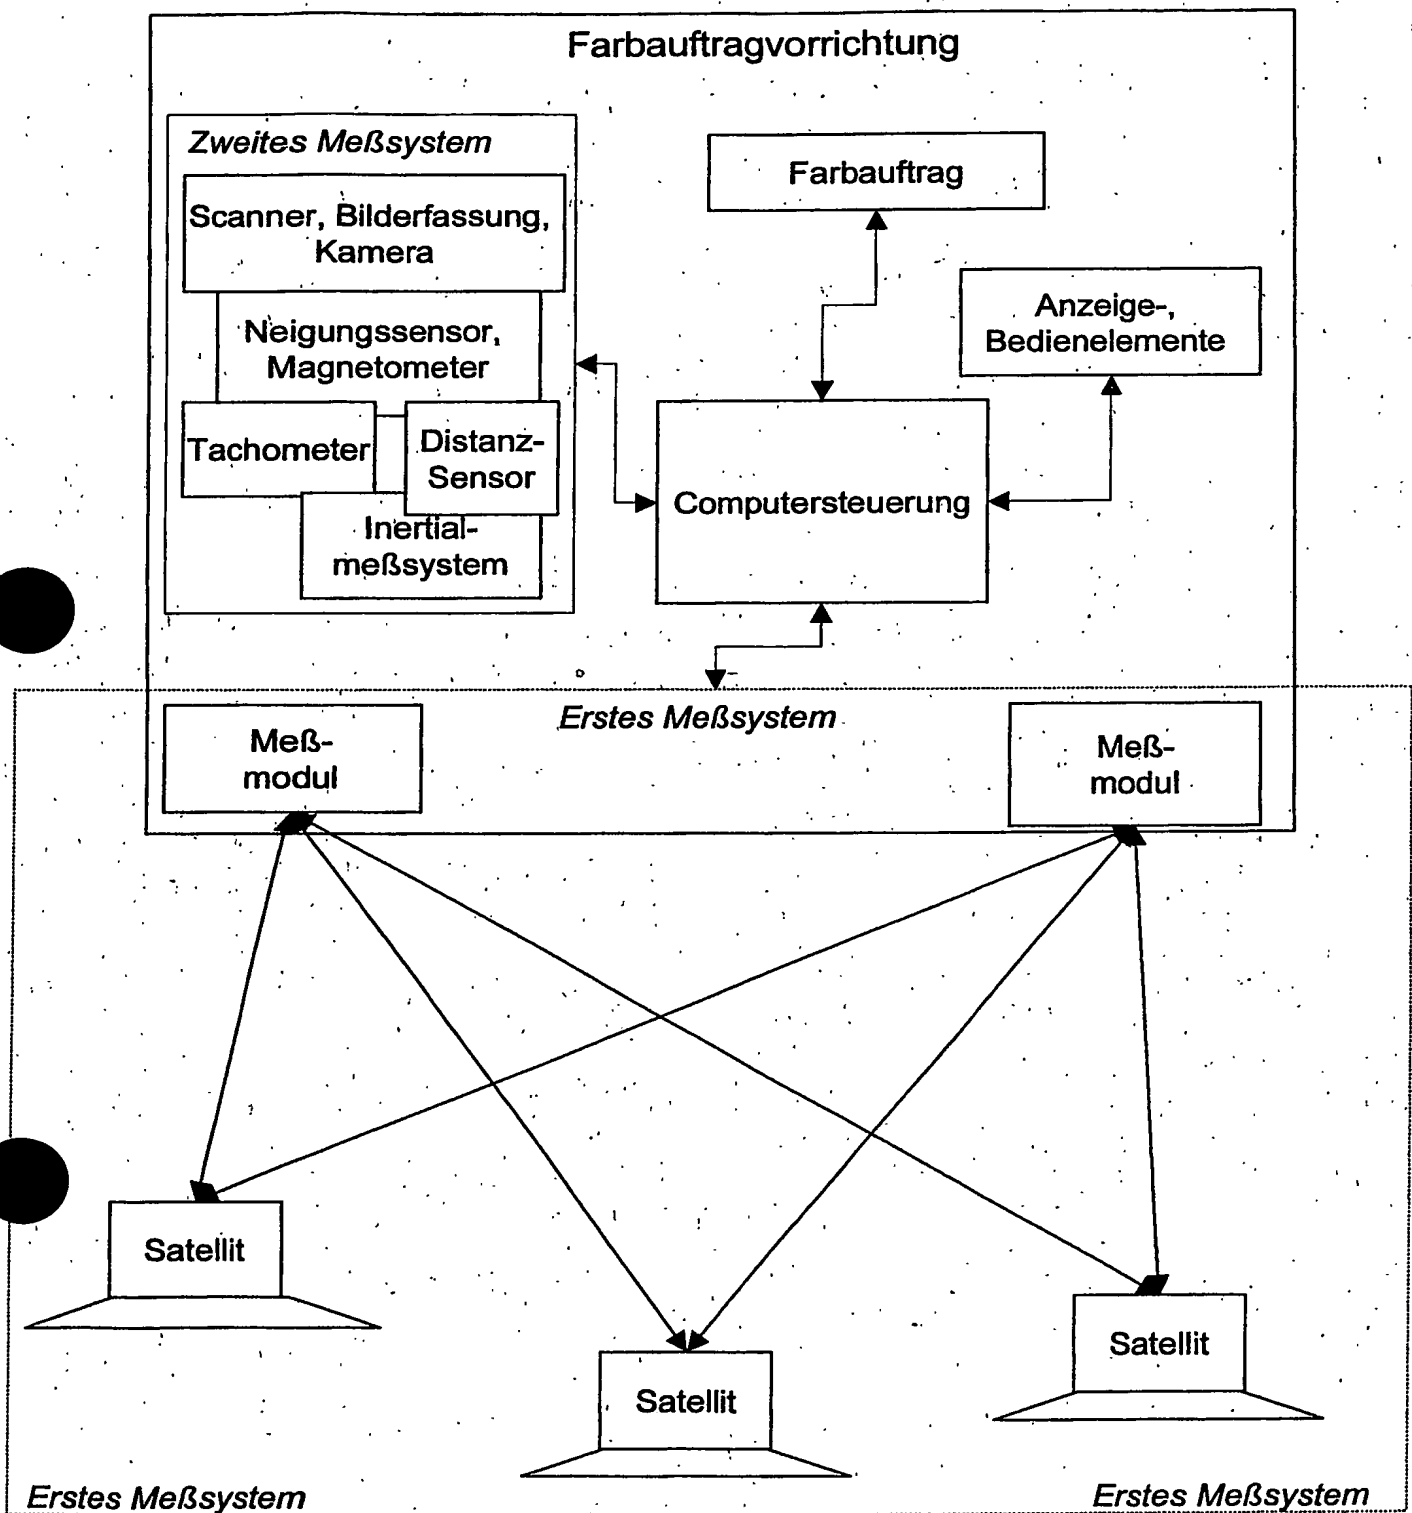 Farbauftragvorrichtung
Zweites Meßsystem
Scanner, Bilderfassung,
Kamera
Neigungssensor,
Magnetometer
Tachometer
Distanz-
Sensor
Inertial-
meßsystem
Farbauftrag
Anzeige-,
Bedienelemente
Computersteuerung
Erstes Meßsystem
Meß-
modul
Meß-
modul
Satellit
Satellit
Satellit
Erstes Meßsystem
Erstes Meßsystem